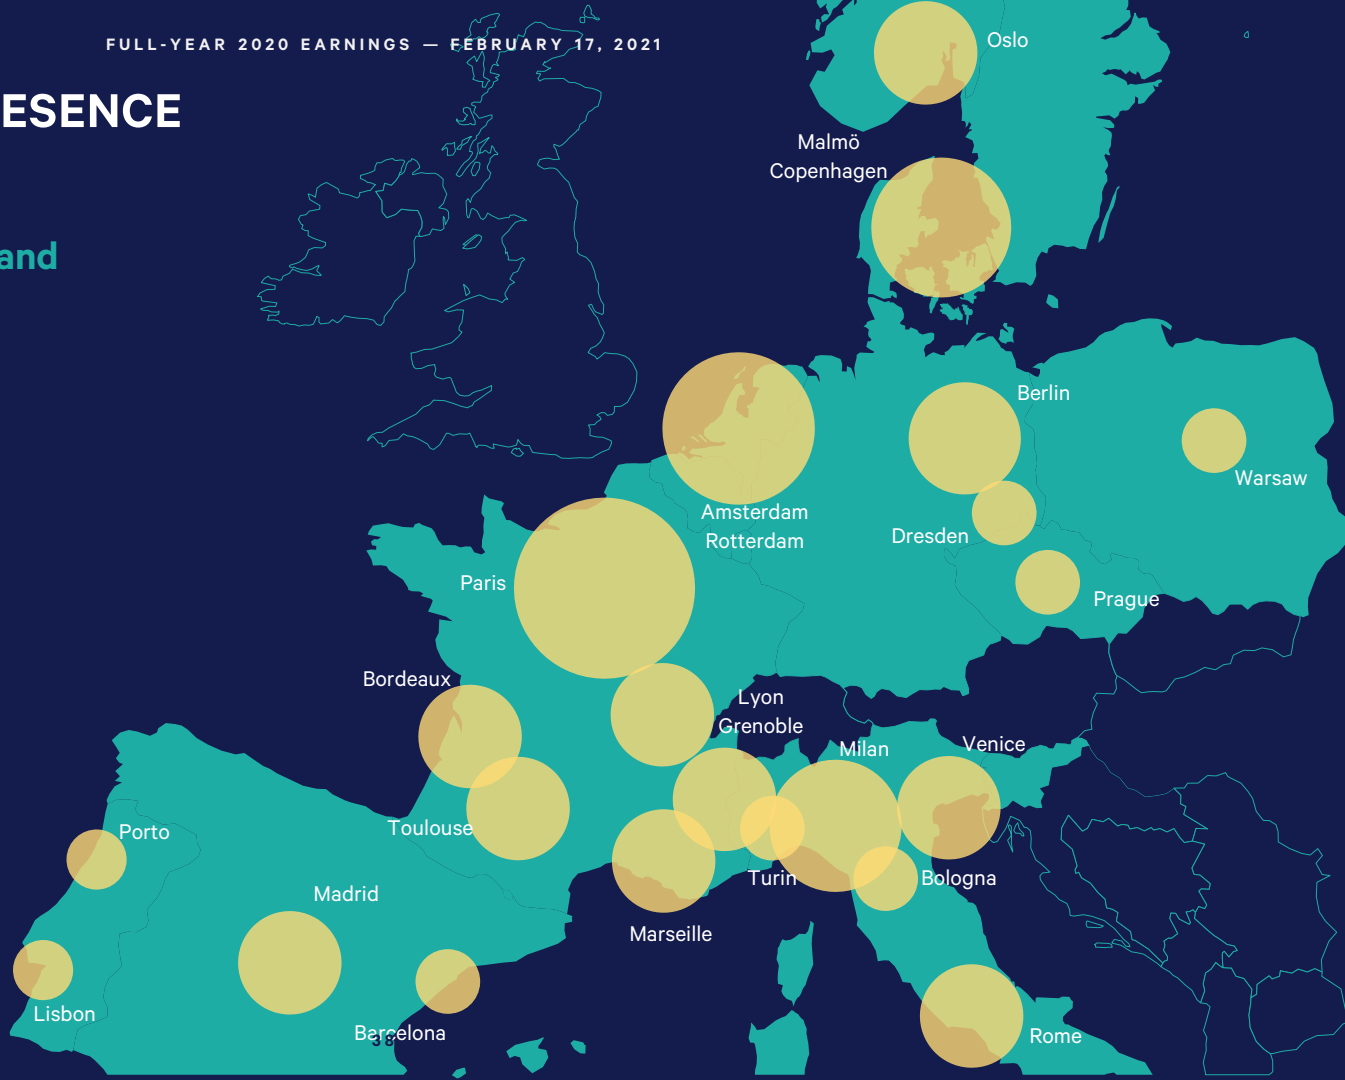 FULL-YEAR 2020 EARNINGS — FEBRUARY 17, 2021
ESENCE
and
Oslo
Malmö
Copenhagen
Berlin
Warsaw
Amsterdam
Rotterdam
Dresden
Paris
Prague
Bordeaux
Lyon
Grenoble
Milan
Venice
Toulouse
Porto
Turin
Bologna
Madrid
Marseille
Lisbon
Barcelona
38
Rome